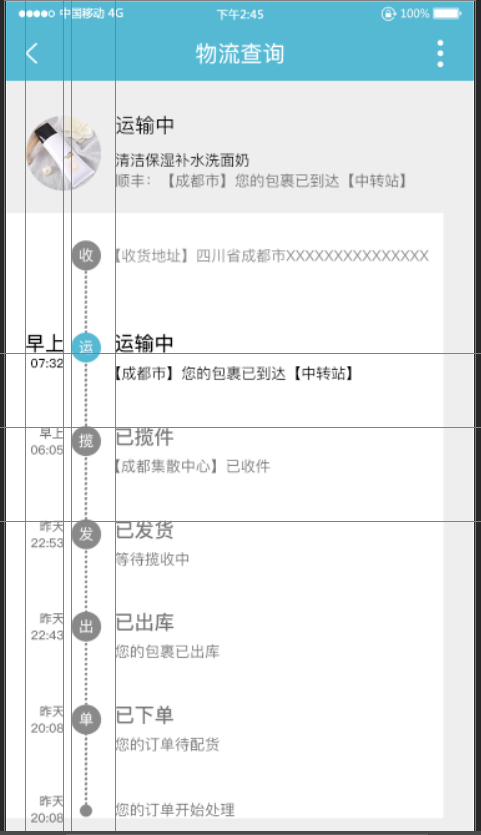 中国移动 4G 下午2:45 100%
物流查询
运输中
清洁保湿补水洗面奶
顺丰：【成都市】您的包裹已到达【中转站】
收 【收货地址】四川省成都市XXXXXXXXXXXXXXX
早上 运 运输中
07:32
【成都市】您的包裹已到达【中转站】
早上 揽 已揽件
06:05
【成都集散中心】已收件
昨天 发 已发货
22:53
等待揽收中
昨天 出 已出库
22:43
您的包裹已出库
昨天 单 已下单
20:08
您的订单待配货
昨天
20:08 您的订单开始处理